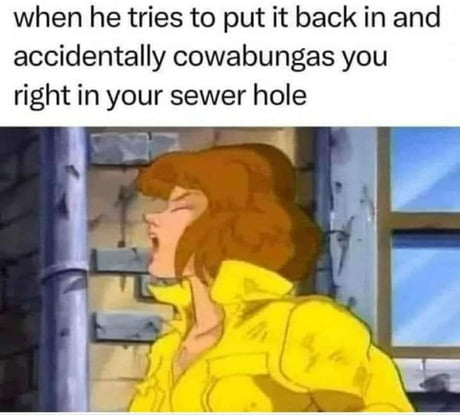 when he tries to put it back in and
accidentally cowabungas you
right in your sewer hole